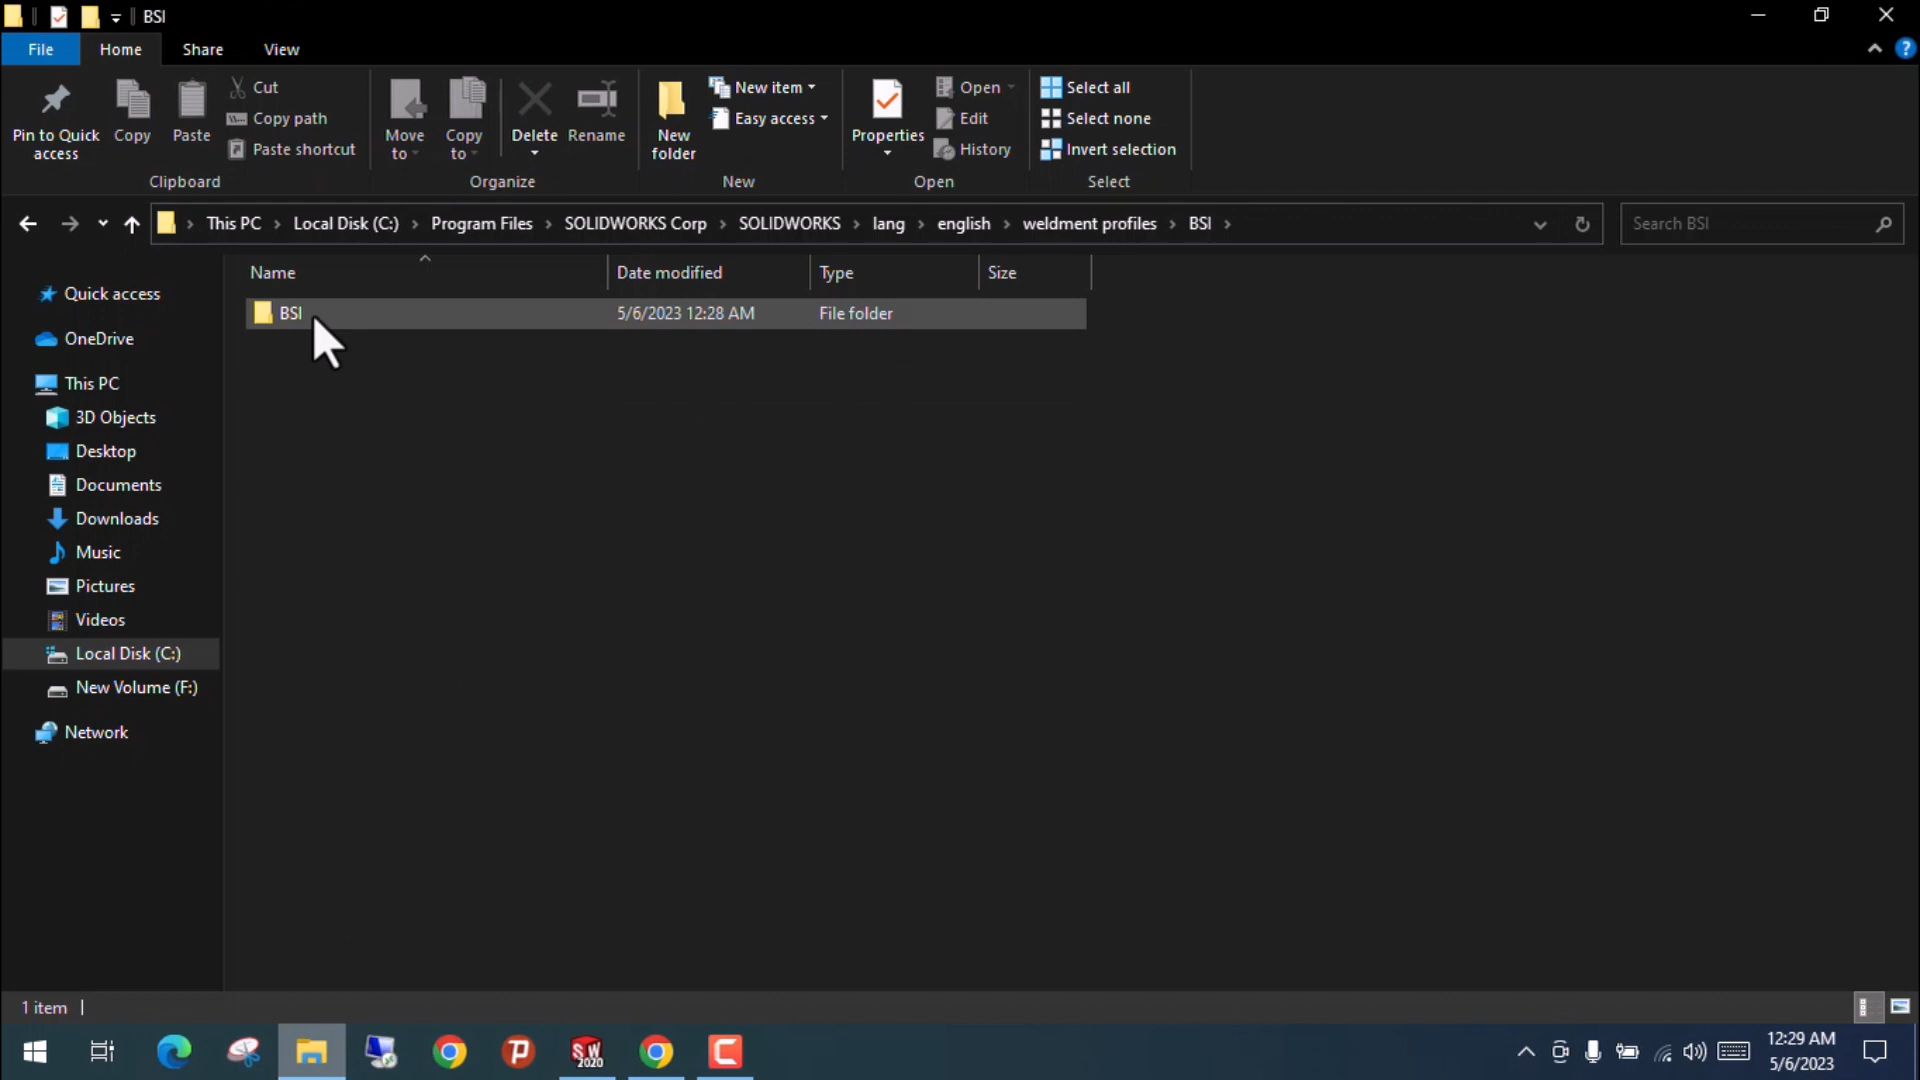 BSI
File Home Share View
Pin to Quick access
Copy
Paste
Cut
Copy path
Paste shortcut
Clipboard
Move to
Copy to
Delete
Rename
Organize
New folder
New item
Easy access
New
Properties
Open
Edit
History
Open
Select all
Select none
Invert selection
Select
This PC › Local Disk (C:) › Program Files › SOLIDWORKS Corp › SOLIDWORKS › lang › english › weldment profiles › BSI ›
Search BSI
Name Date modified Type Size
BSI 5/6/2023 12:28 AM File folder
Quick access
OneDrive
This PC
3D Objects
Desktop
Documents
Downloads
Music
Pictures
Videos
Local Disk (C:)
New Volume (F:)
Network
1 item
SW 2020
12:29 AM
5/6/2023